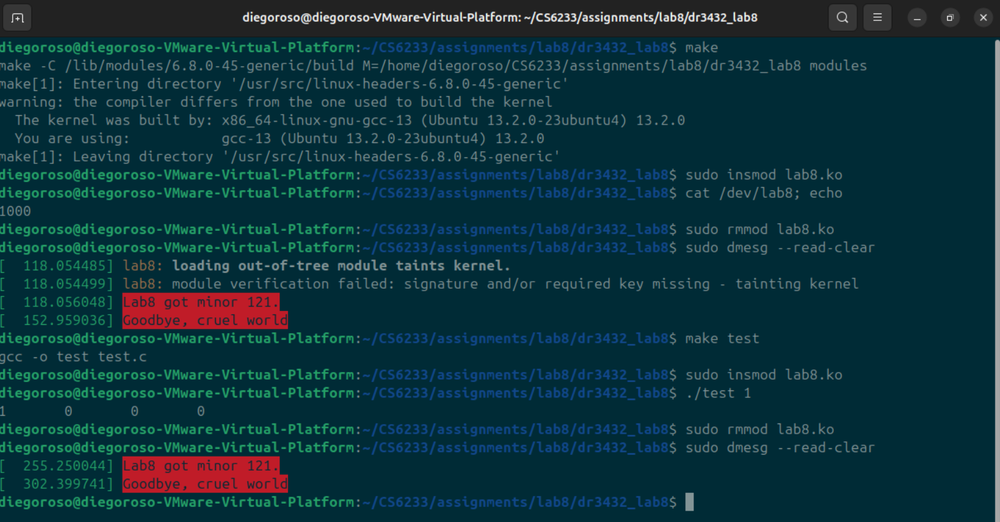 diegoroso@diegoroso-VMware-Virtual-Platform: ~/CS6233/assignments/lab8/dr3432_lab8
diegoroso@diegoroso-VMware-Virtual-Platform:~/CS6233/assignments/lab8/dr3432_lab8$ make
make -C /lib/modules/6.8.0-45-generic/build M=/home/diegoroso/CS6233/assignments/lab8/dr3432_lab8 modules
make[1]: Entering directory '/usr/src/linux-headers-6.8.0-45-generic'
warning: the compiler differs from the one used to build the kernel
  The kernel was built by: x86_64-linux-gnu-gcc-13 (Ubuntu 13.2.0-23ubuntu4) 13.2.0
  You are using:           gcc-13 (Ubuntu 13.2.0-23ubuntu4) 13.2.0
make[1]: Leaving directory '/usr/src/linux-headers-6.8.0-45-generic'
diegoroso@diegoroso-VMware-Virtual-Platform:~/CS6233/assignments/lab8/dr3432_lab8$ sudo insmod lab8.ko
diegoroso@diegoroso-VMware-Virtual-Platform:~/CS6233/assignments/lab8/dr3432_lab8$ cat /dev/lab8; echo
1000
diegoroso@diegoroso-VMware-Virtual-Platform:~/CS6233/assignments/lab8/dr3432_lab8$ sudo rmmod lab8.ko
diegoroso@diegoroso-VMware-Virtual-Platform:~/CS6233/assignments/lab8/dr3432_lab8$ sudo dmesg --read-clear
[  118.054485] lab8: loading out-of-tree module taints kernel.
[  118.054499] lab8: module verification failed: signature and/or required key missing - tainting kernel
[  118.056048] Lab8 got minor 121.
[  152.959036] Goodbye, cruel world
diegoroso@diegoroso-VMware-Virtual-Platform:~/CS6233/assignments/lab8/dr3432_lab8$ make test
gcc -o test test.c
diegoroso@diegoroso-VMware-Virtual-Platform:~/CS6233/assignments/lab8/dr3432_lab8$ sudo insmod lab8.ko
diegoroso@diegoroso-VMware-Virtual-Platform:~/CS6233/assignments/lab8/dr3432_lab8$ ./test 1
1       0       0       0
diegoroso@diegoroso-VMware-Virtual-Platform:~/CS6233/assignments/lab8/dr3432_lab8$ sudo rmmod lab8.ko
diegoroso@diegoroso-VMware-Virtual-Platform:~/CS6233/assignments/lab8/dr3432_lab8$ sudo dmesg --read-clear
[  255.250044] Lab8 got minor 121.
[  302.399741] Goodbye, cruel world
diegoroso@diegoroso-VMware-Virtual-Platform:~/CS6233/assignments/lab8/dr3432_lab8$